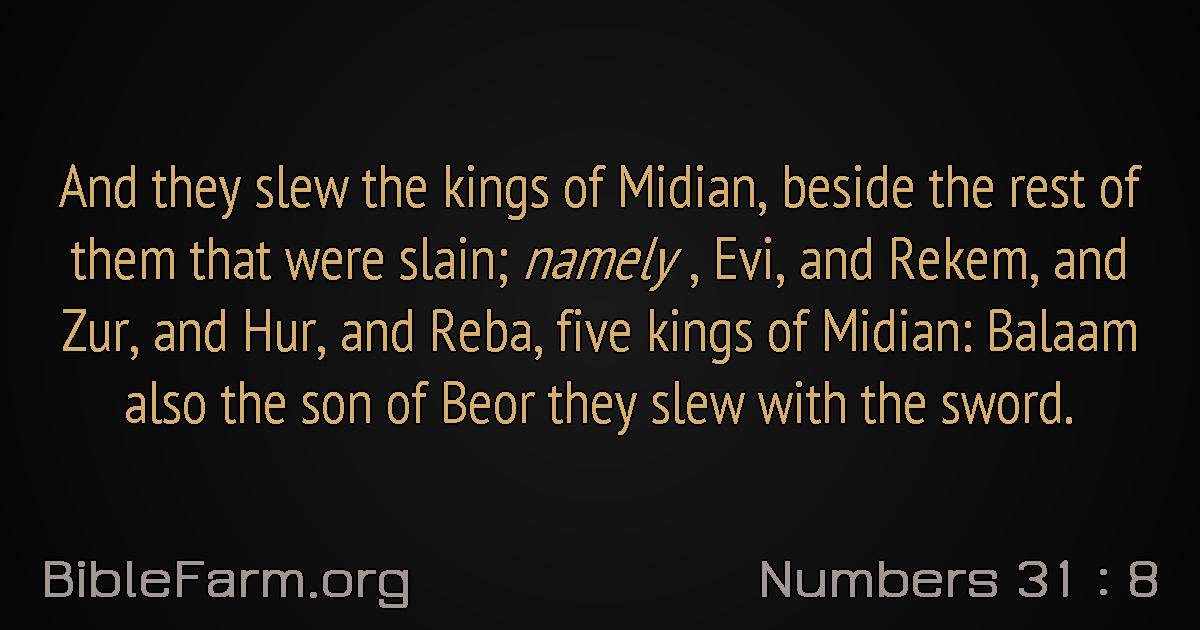 And they slew the kings of Midian, beside the rest of
them that were slain; namely , Evi, and Rekem, and
Zur, and Hur, and Reba, five kings of Midian: Balaam
also the son of Beor they slew with the sword.
BibleFarm.org
Numbers 31 : 8